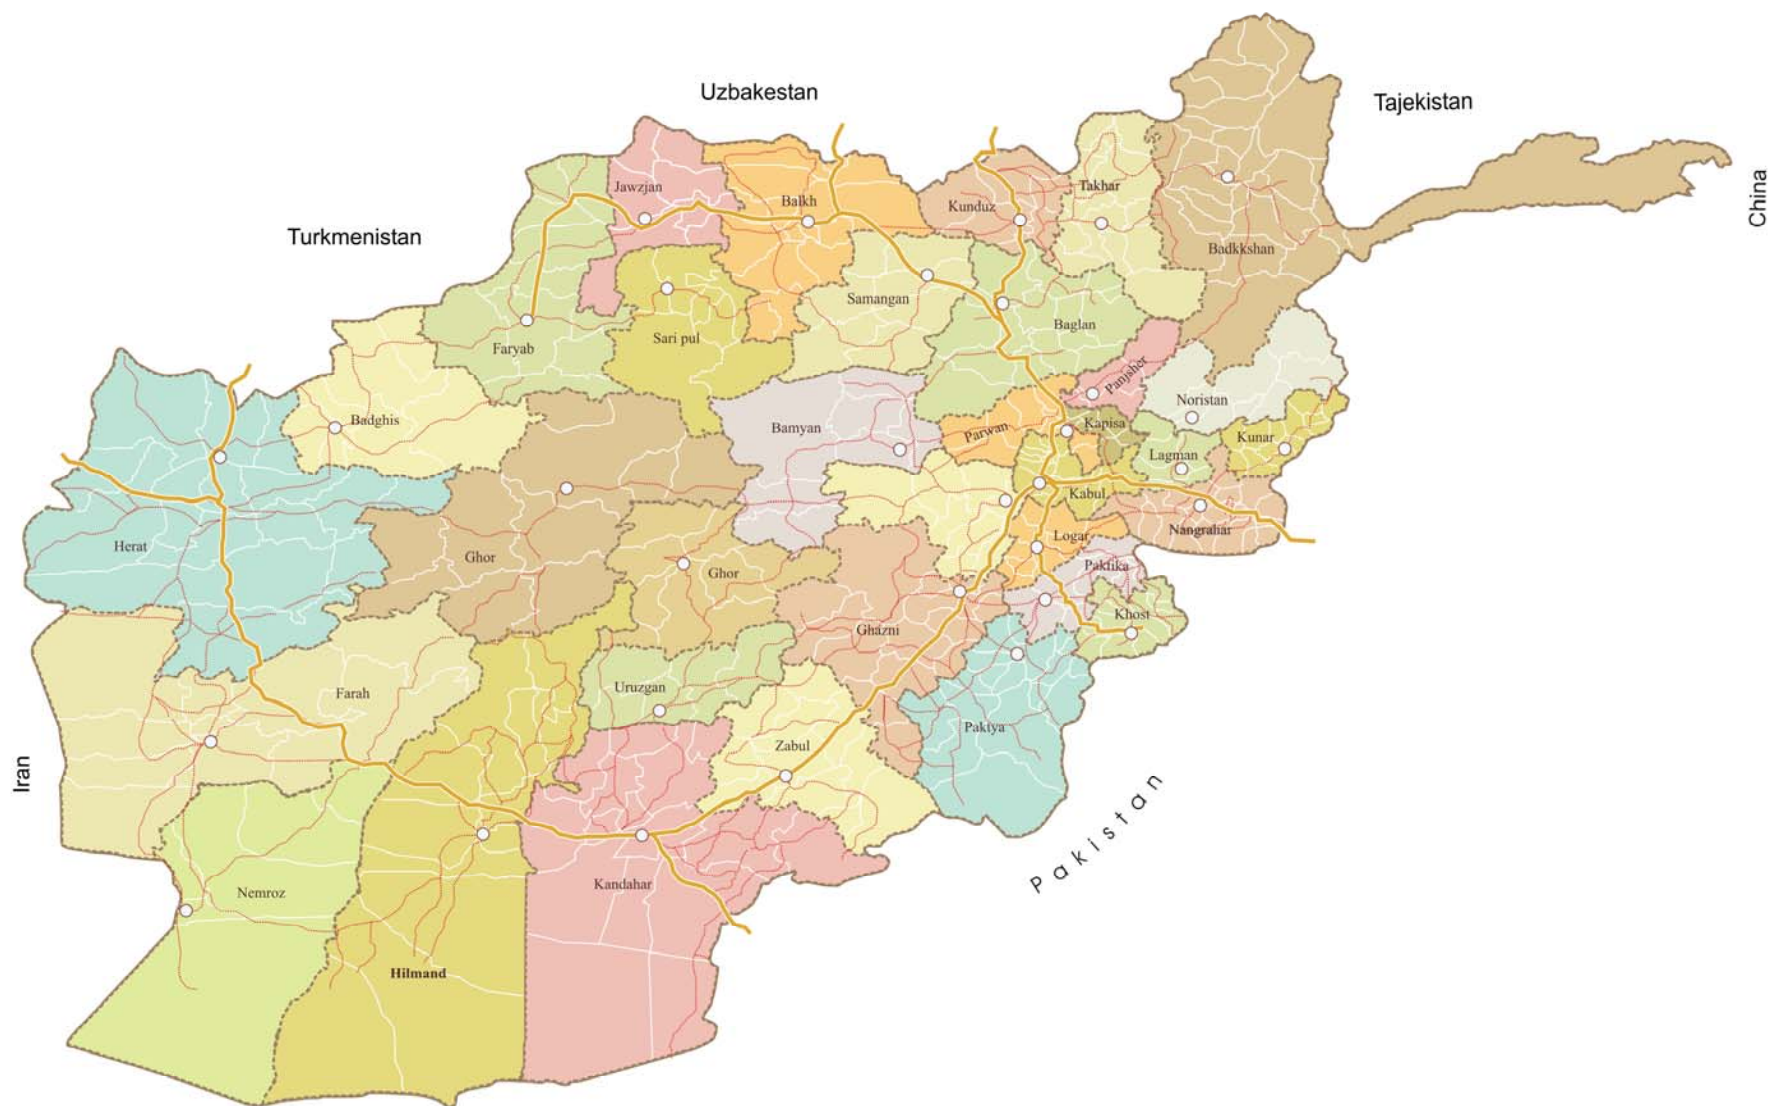 Uzbakestan
Tajekistan
China
Turkmenistan
Jawzjan
Balkh
Kunduz
Takhar
Badkkshan
Samangan
Baglan
Faryab
Sari pul
Panjsher
Noristan
Badghis
Bamyan
Parwan
Kapisa
Kunar
Lagman
Kabul
Nangrahar
Herat
Ghor
Ghor
Logar
Paktika
Khost
Ghazni
Uruzgan
Farah
Paktya
Zabul
Iran
Pakistan
Kandahar
Nemroz
Hilmand